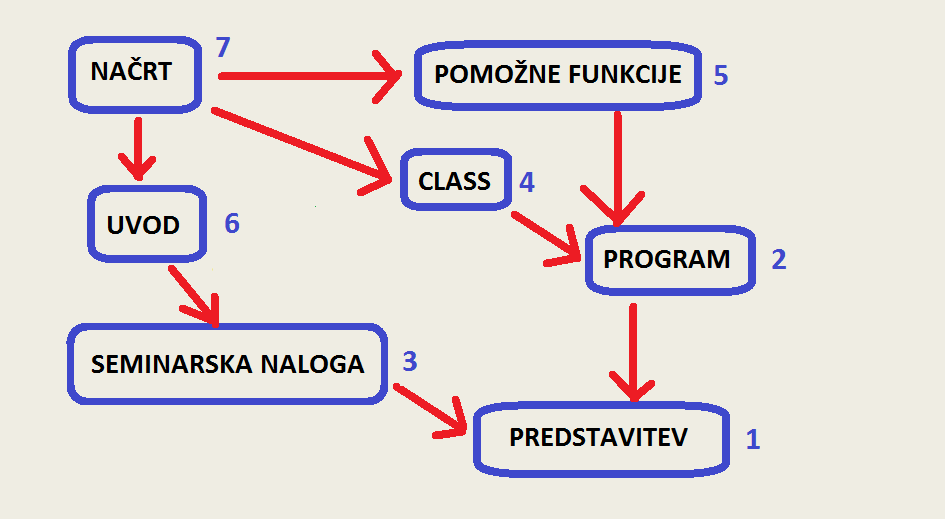 NAČRT 7
POMOŽNE FUNKCIJE 5
CLASS 4
UVOD 6
PROGRAM 2
SEMINARSKA NALOGA 3
PREDSTAVITEV 1